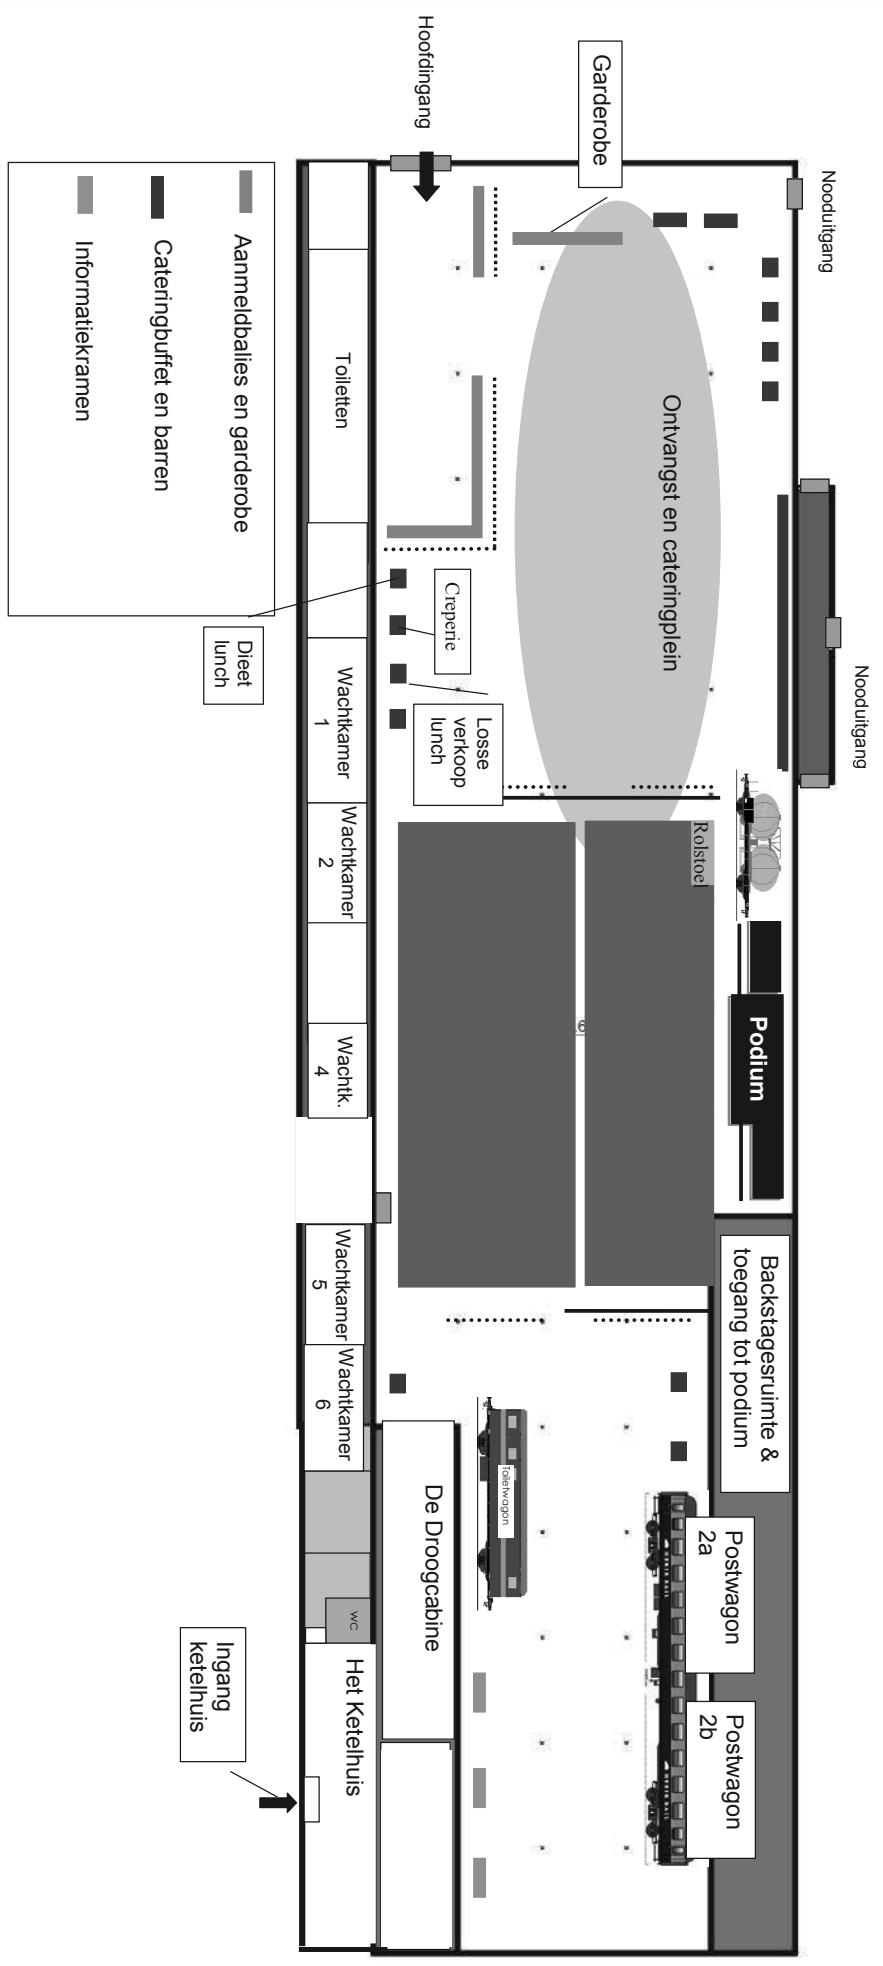 Hoofdingang
Garderobe
Nooduitgang
Nooduitgang
Ontvangst en cateringplein
Aanmeldbalies en garderobe
Cateringbuffet en barren
Informatiekramen
Toiletten
Creperie
Dieet
lunch
Losse
verkoop
lunch
Wachtkamer
1
Wachtkamer
2
Wachtk.
4
Wachtkamer
5
Wachtkamer
6
Rolstoel
Podium
Backstagesruimte &
toegang tot podium
Toiletwagon
Postwagon
2a
Postwagon
2b
De Droogcabine
WC
Het Ketelhuis
Ingang
ketelhuis